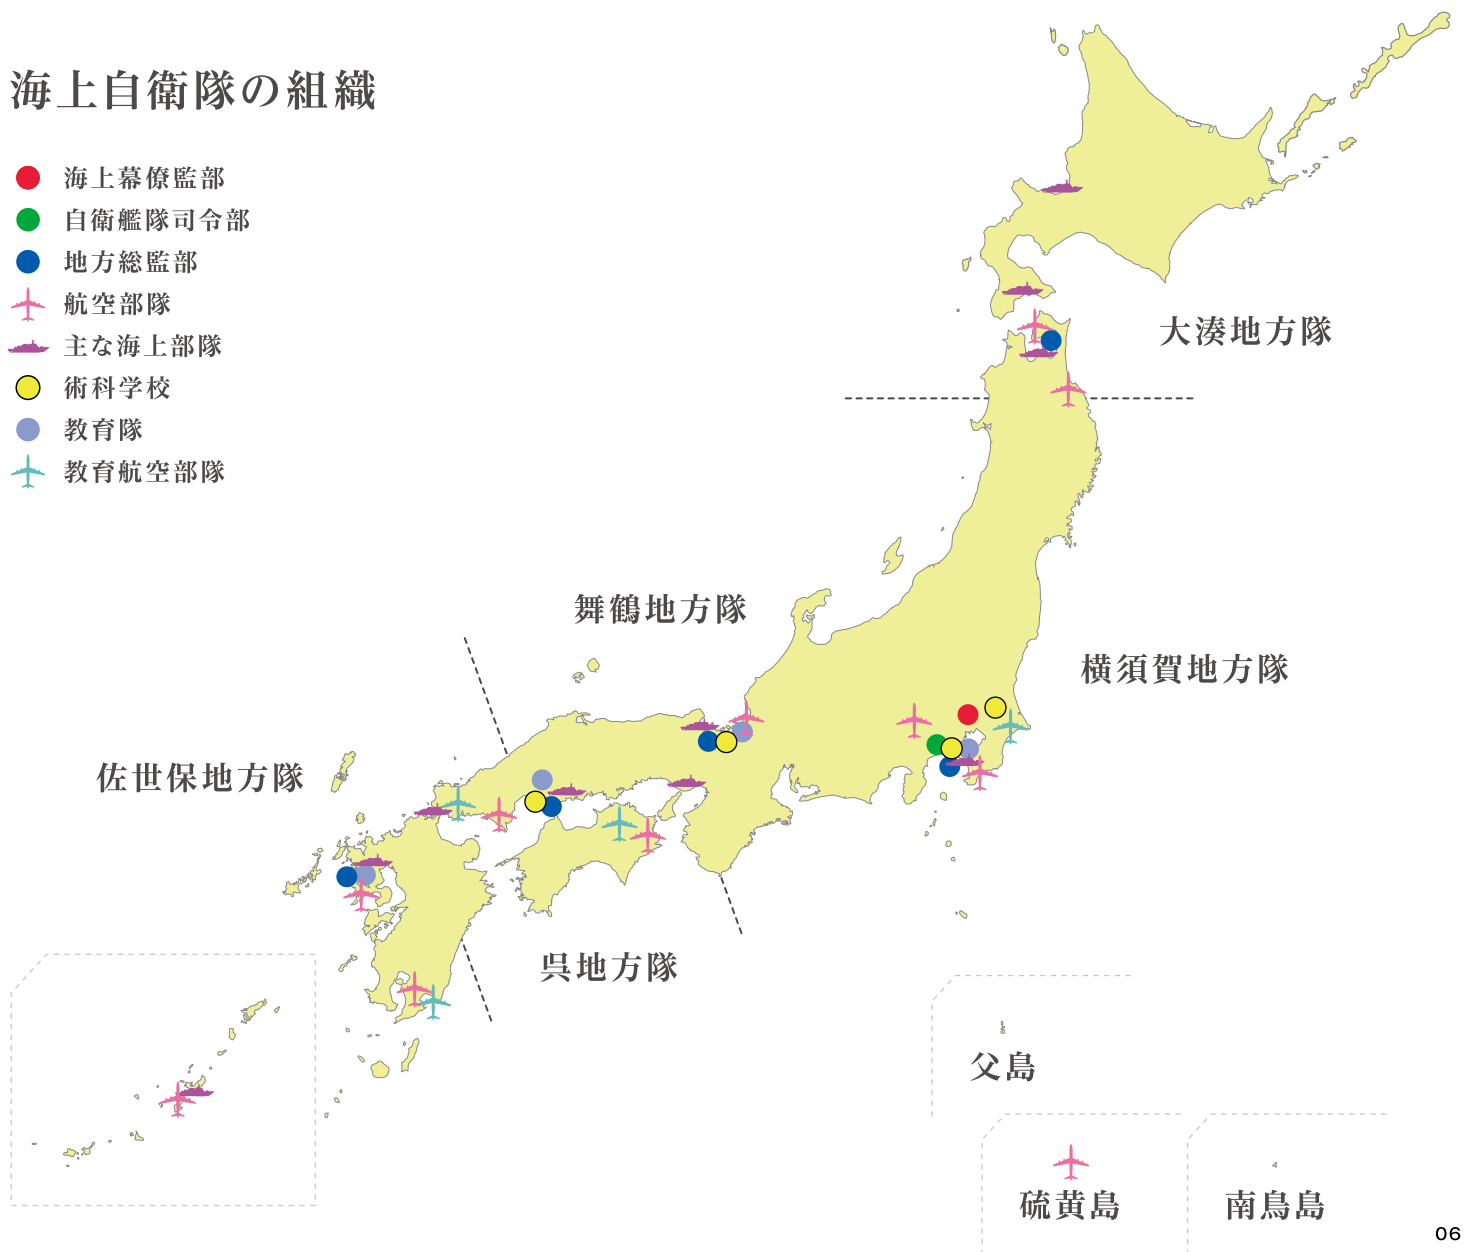 海上自衛隊の組織
海上幕僚監部
自衛艦隊司令部
地方総監部
航空部隊
主な海上部隊
術科学校
教育隊
教育航空部隊
大湊地方隊
舞鶴地方隊
横須賀地方隊
佐世保地方隊
呉地方隊
父島
硫黄島
南鳥島
06